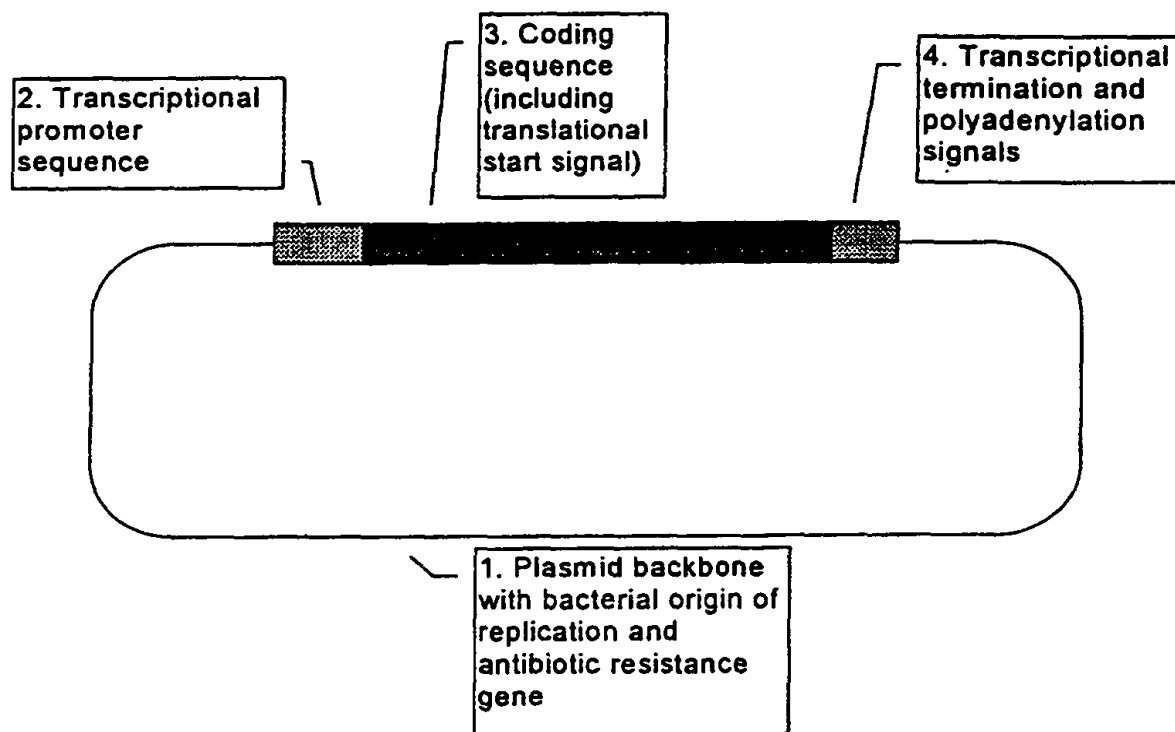 3. Coding
sequence
(including
translational
start signal)
4. Transcriptional
termination and
polyadenylation
signals
2. Transcriptional
promoter
sequence
1. Plasmid backbone
with bacterial origin of
replication and
antibiotic resistance
gene